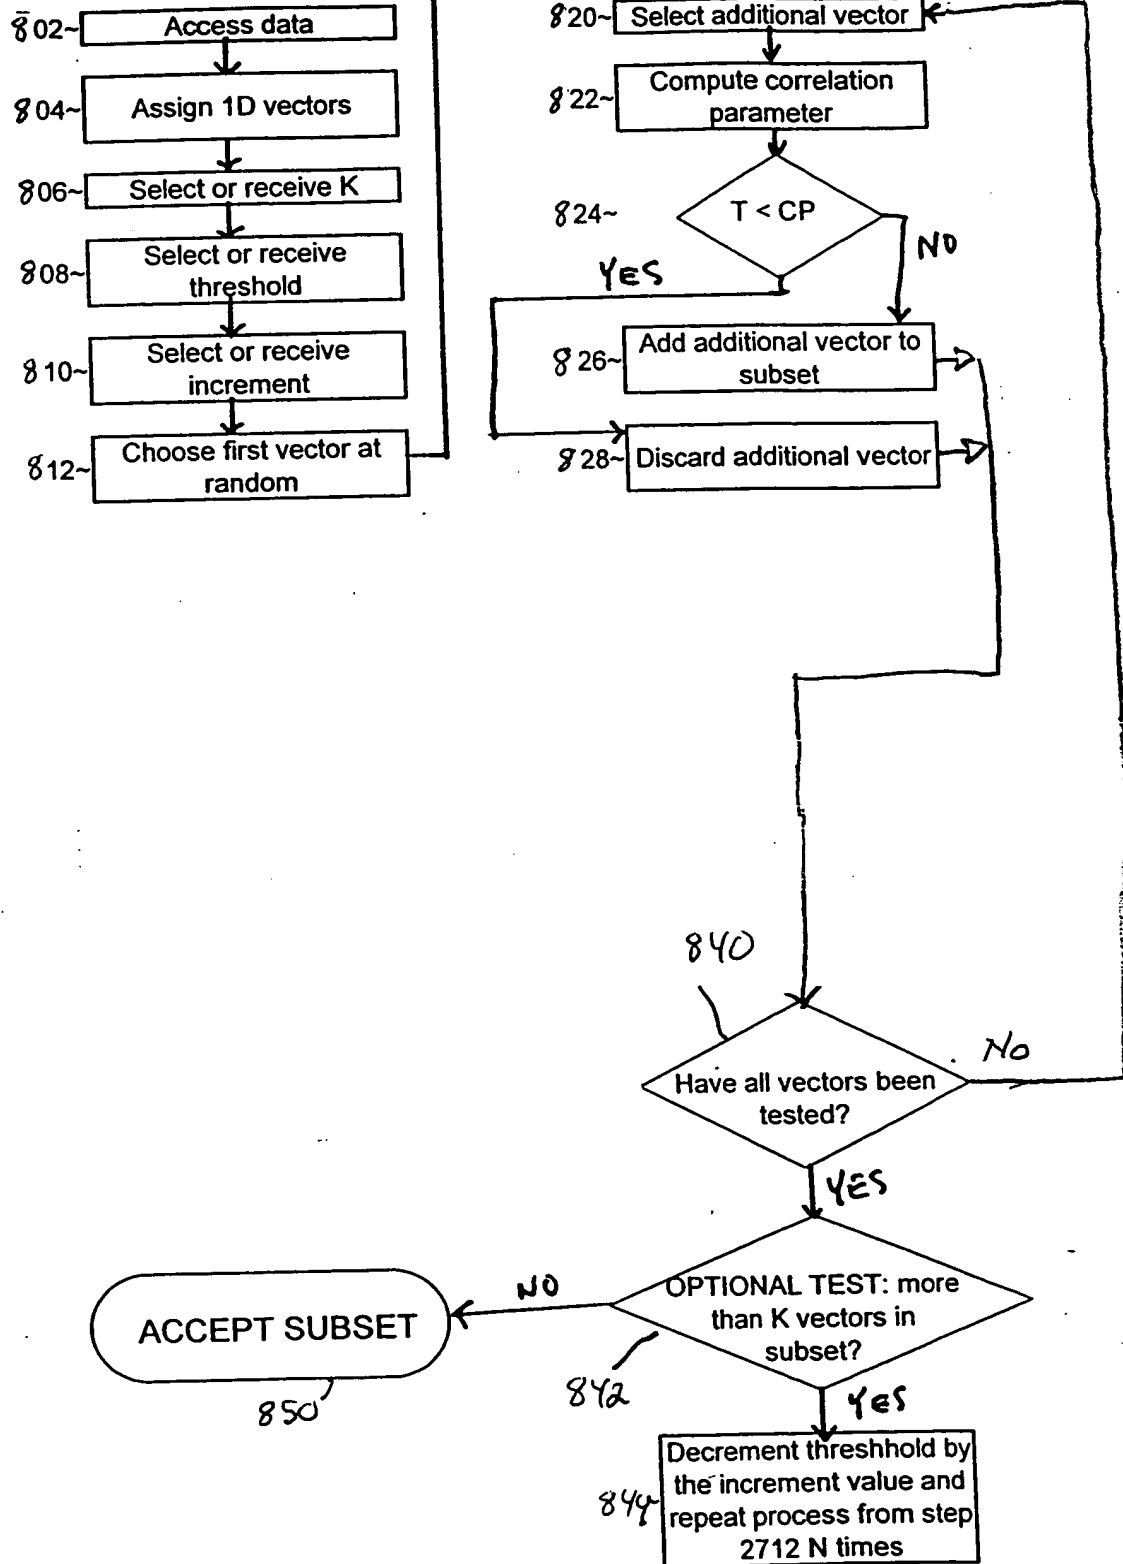 802~ Access data
804~ Assign 1D vectors
806~ Select or receive K
808~ Select or receive
threshold
810~ Select or receive
increment
812~ Choose first vector at
random
820~ Select additional vector
822~ Compute correlation
parameter
824~ T < CP
NO
YES
826~ Add additional vector to
subset
828~ Discard additional vector
840
Have all vectors been
tested?
No
YES
OPTIONAL TEST: more
than K vectors in
subset?
842
NO
ACCEPT SUBSET
850
YES
844~ Decrement threshhold by
the increment value and
repeat process from step
2712 N times